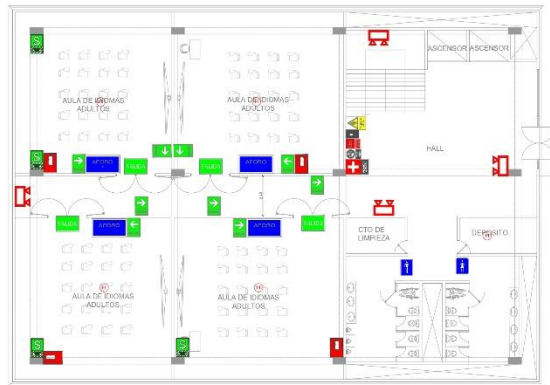 S
ASCENSOR ASCENSOR
AULA DE IDIOMAS
ADULTOS
AULA DE IDIOMAS
ADULTOS
HALL
S
AFORO
SALIDA
SALIDA
AFORO
SALIDA
AFORO
AFORO
SALIDA
CTO DE
LIMPIEZA
DEPOSITO
AULA DE IDIOMAS
ADULTOS
AULA DE IDIOMAS
ADULTOS
S
S